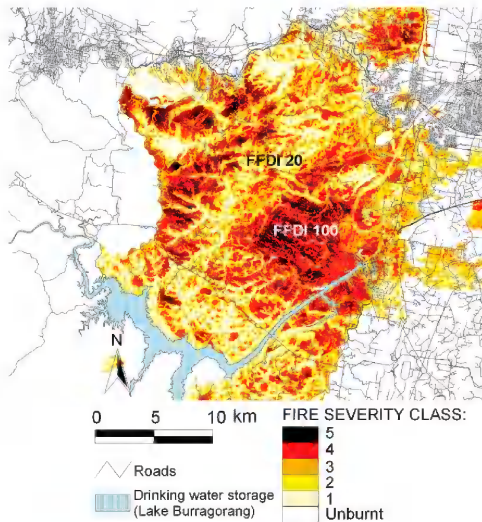 FFDI 20
FFDI 100
N
0 5 10 km
Roads
Drinking water storage
(Lake Burragorang)
FIRE SEVERITY CLASS:
5
4
3
2
1
Unburnt